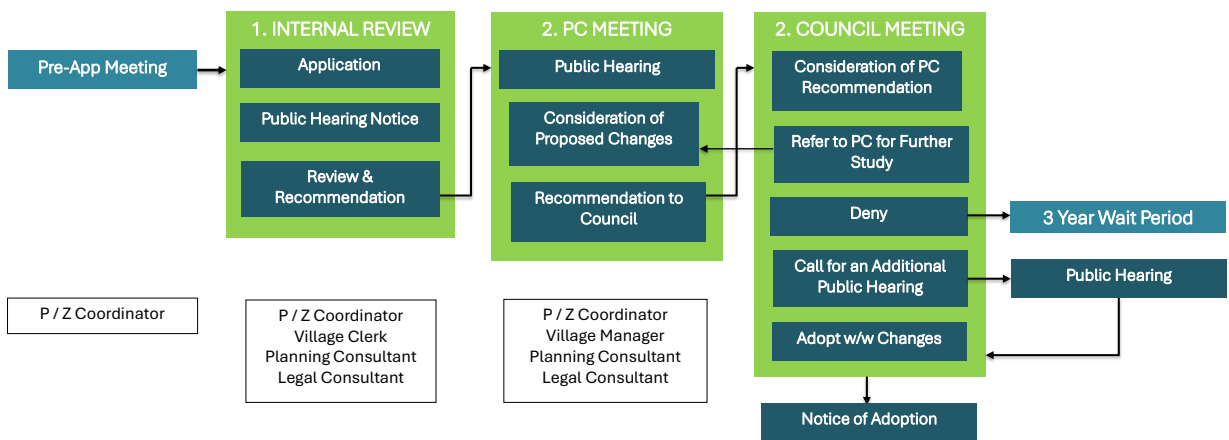 Pre-App Meeting
1. INTERNAL REVIEW
Application
Public Hearing Notice
Review &
Recommendation
2. PC MEETING
Public Hearing
Consideration of
Proposed Changes
Recommendation to
Council
2. COUNCIL MEETING
Consideration of PC
Recommendation
Refer to PC for Further
Study
Deny
Call for an Additional
Public Hearing
Adopt w/w Changes
3 Year Wait Period
Public Hearing
Notice of Adoption
P / Z Coordinator
P / Z Coordinator
Village Clerk
Planning Consultant
Legal Consultant
P / Z Coordinator
Village Manager
Planning Consultant
Legal Consultant